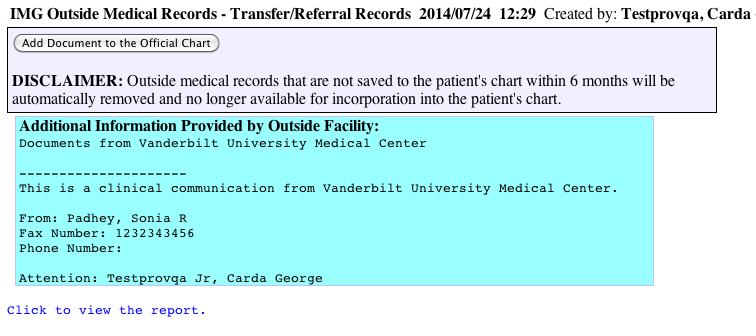 IMG Outside Medical Records - Transfer/Referral Records 2014/07/24 12:29 Created by: Testprovqa, Carda
Add Document to the Official Chart
DISCLAIMER: Outside medical records that are not saved to the patient's chart within 6 months will be
automatically removed and no longer available for incorporation into the patient's chart.
Additional Information Provided by Outside Facility:
Documents from Vanderbilt University Medical Center
---------------------
This is a clinical communication from Vanderbilt University Medical Center.
From: Padhey, Sonia R
Fax Number: 1232343456
Phone Number:
Attention: Testprovqa Jr, Carda George
Click to view the report.